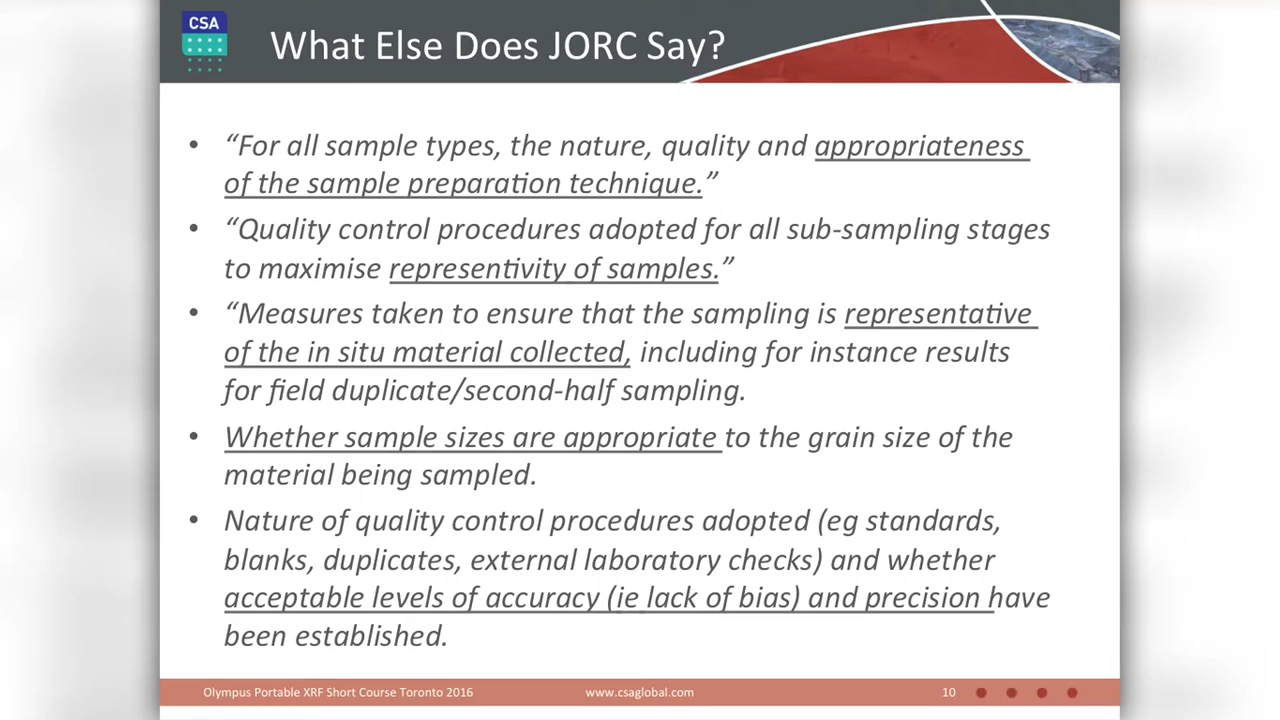 CSA
What Else Does JORC Say?
• “For all sample types, the nature, quality and appropriateness
of the sample preparation technique.”
• “Quality control procedures adopted for all sub-sampling stages
to maximise representivity of samples.”
• “Measures taken to ensure that the sampling is representative
of the in situ material collected, including for instance results
for field duplicate/second-half sampling.
• Whether sample sizes are appropriate to the grain size of the
material being sampled.
• Nature of quality control procedures adopted (eg standards,
blanks, duplicates, external laboratory checks) and whether
acceptable levels of accuracy (ie lack of bias) and precision have
been established.
Olympus Portable XRF Short Course Toronto 2016 www.csaglobal.com 10